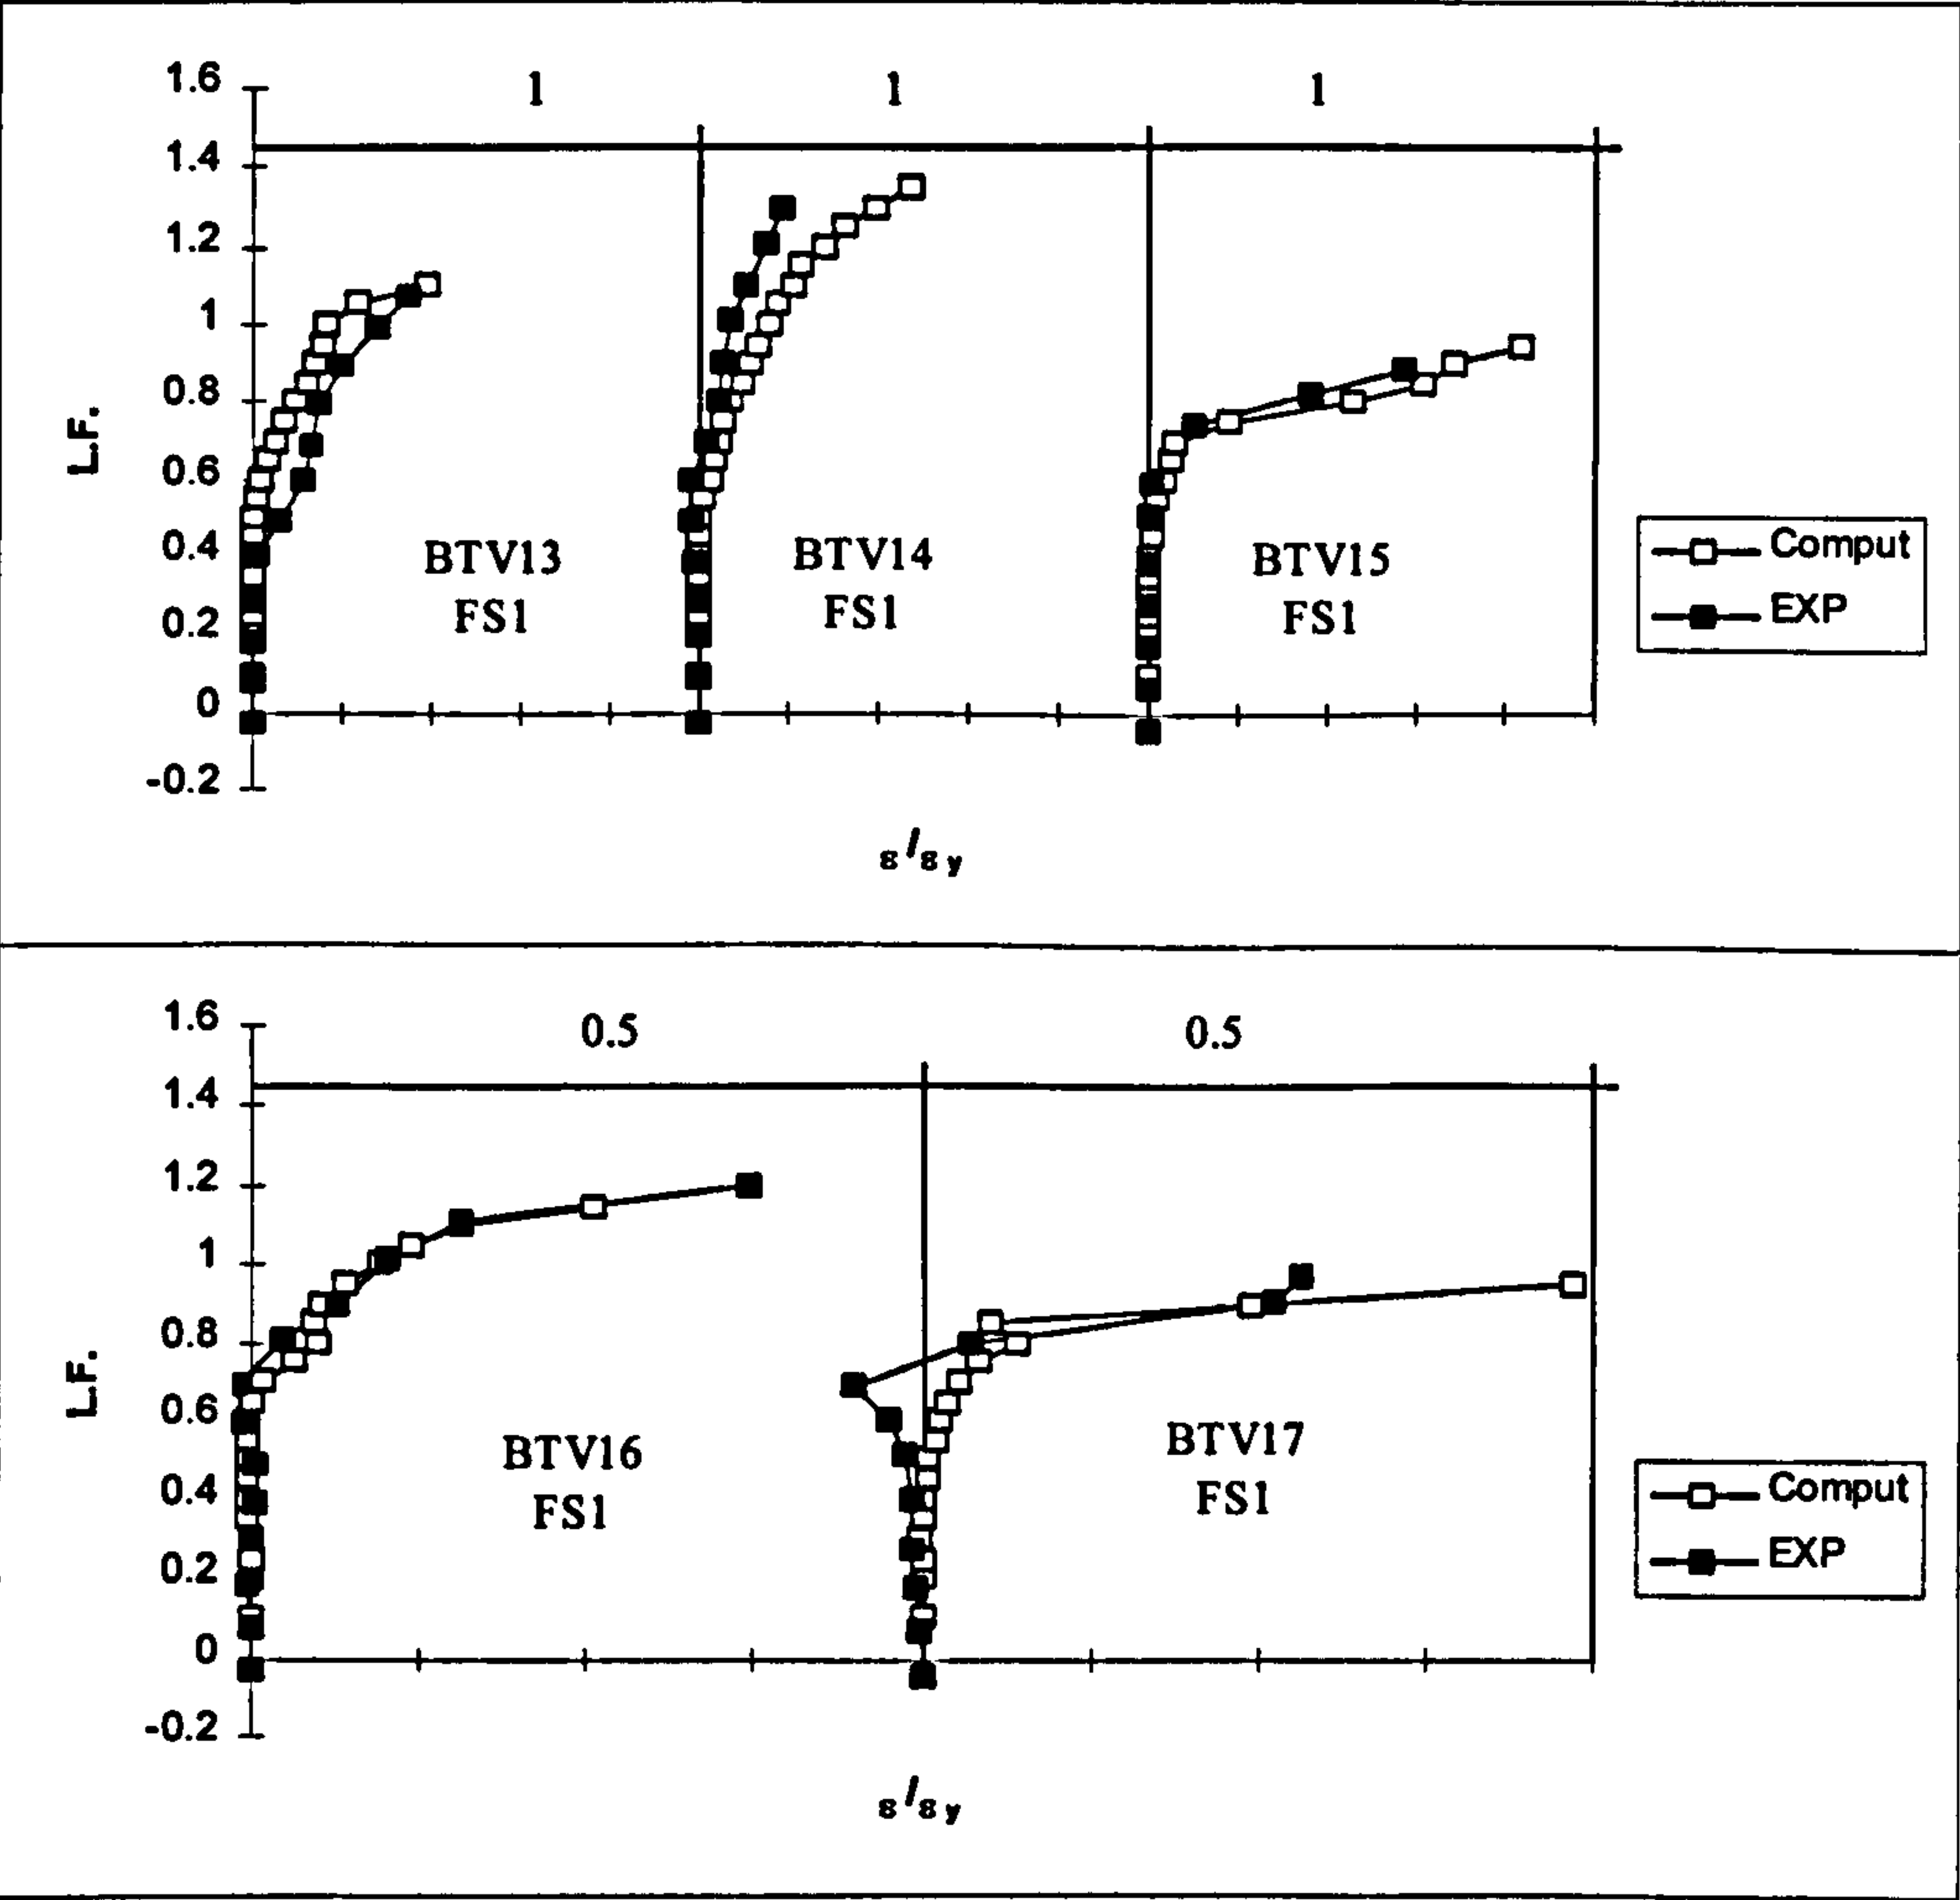 1.6
1
1
1
1.4
1.2
1
0.8
L.F.
0.6
0.4
0.2
0
-0.2
BTV13
FS1
BTV14
FS1
BTV15
FS1
Comput
EXP
ε/εy
1.6
0.5
0.5
1.4
1.2
1
0.8
L.F.
0.6
0.4
0.2
0
-0.2
BTV16
FS1
BTV17
FS1
Comput
EXP
ε/εy